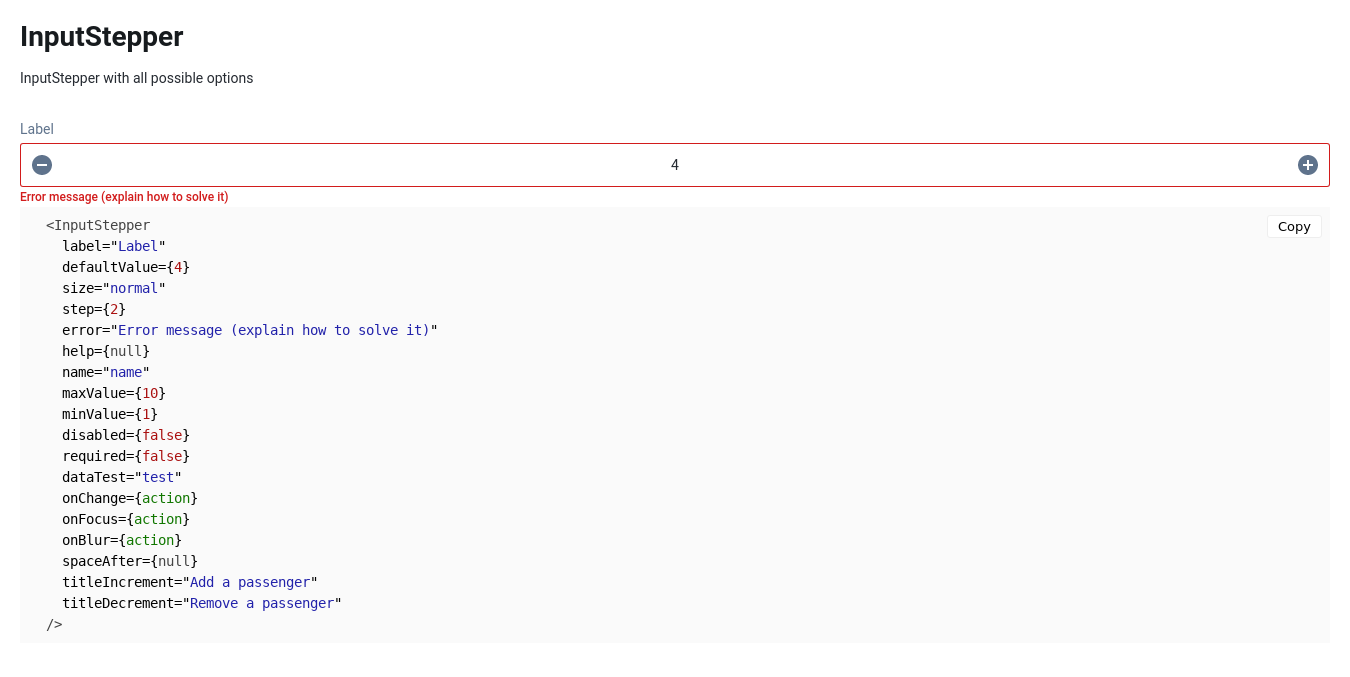 InputStepper
InputStepper with all possible options
Label
4
Error message (explain how to solve it)
Copy
<InputStepper
  label="Label"
  defaultValue={4}
  size="normal"
  step={2}
  error="Error message (explain how to solve it)"
  help={null}
  name="name"
  maxValue={10}
  minValue={1}
  disabled={false}
  required={false}
  dataTest="test"
  onChange={action}
  onFocus={action}
  onBlur={action}
  spaceAfter={null}
  titleIncrement="Add a passenger"
  titleDecrement="Remove a passenger"
/>